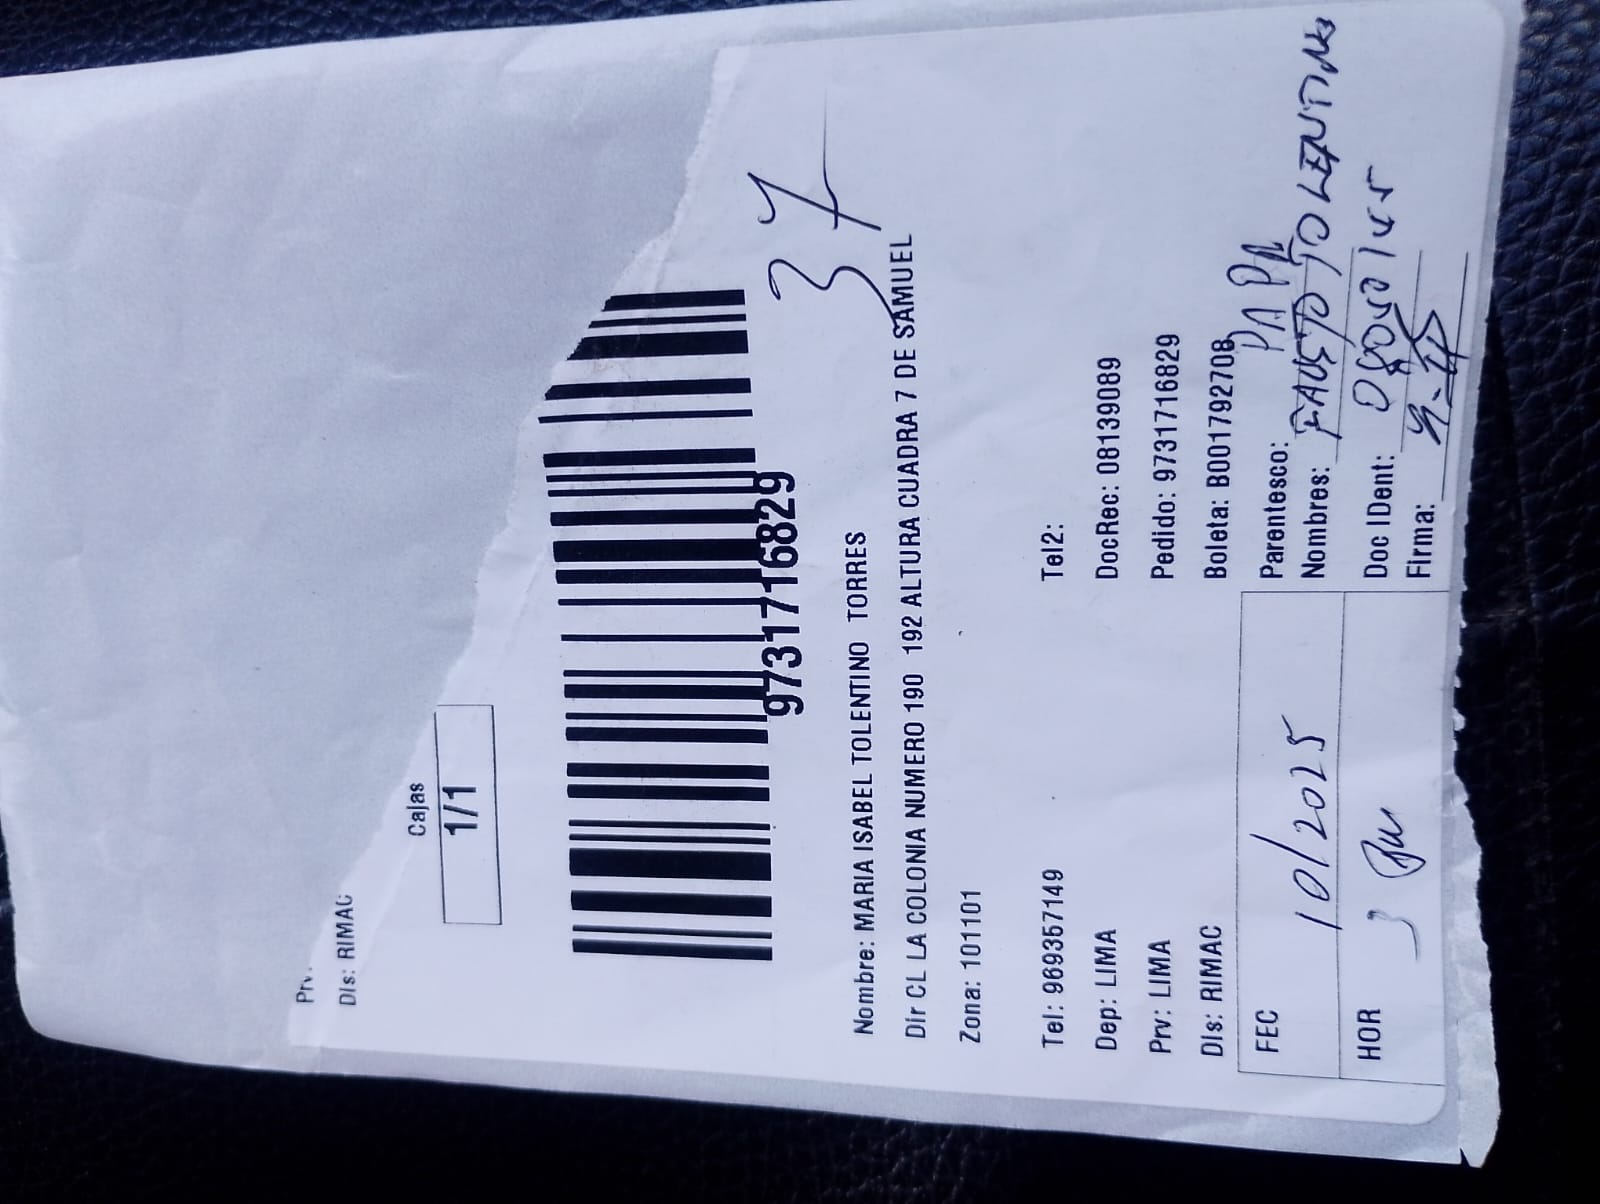 Dis: RIMAC
Cajas
1/1
9731716829
37
Nombre: MARIA ISABEL TOLENTINO TORRES
Dir CL LA COLONIA NUMERO 190 192 ALTURA CUADRA 7 DE SAMUEL
Zona: 101101
Tel: 969357149 Tel2:
Dep: LIMA DocRec: 08139089
Prv: LIMA Pedido: 9731716829
Dis: RIMAC Boleta: B001792708
FEC 10/2025 Parentesco: PAPA
Nombres: FAUSTO TOLENTINO
HOR Doc IDent:
Firma: